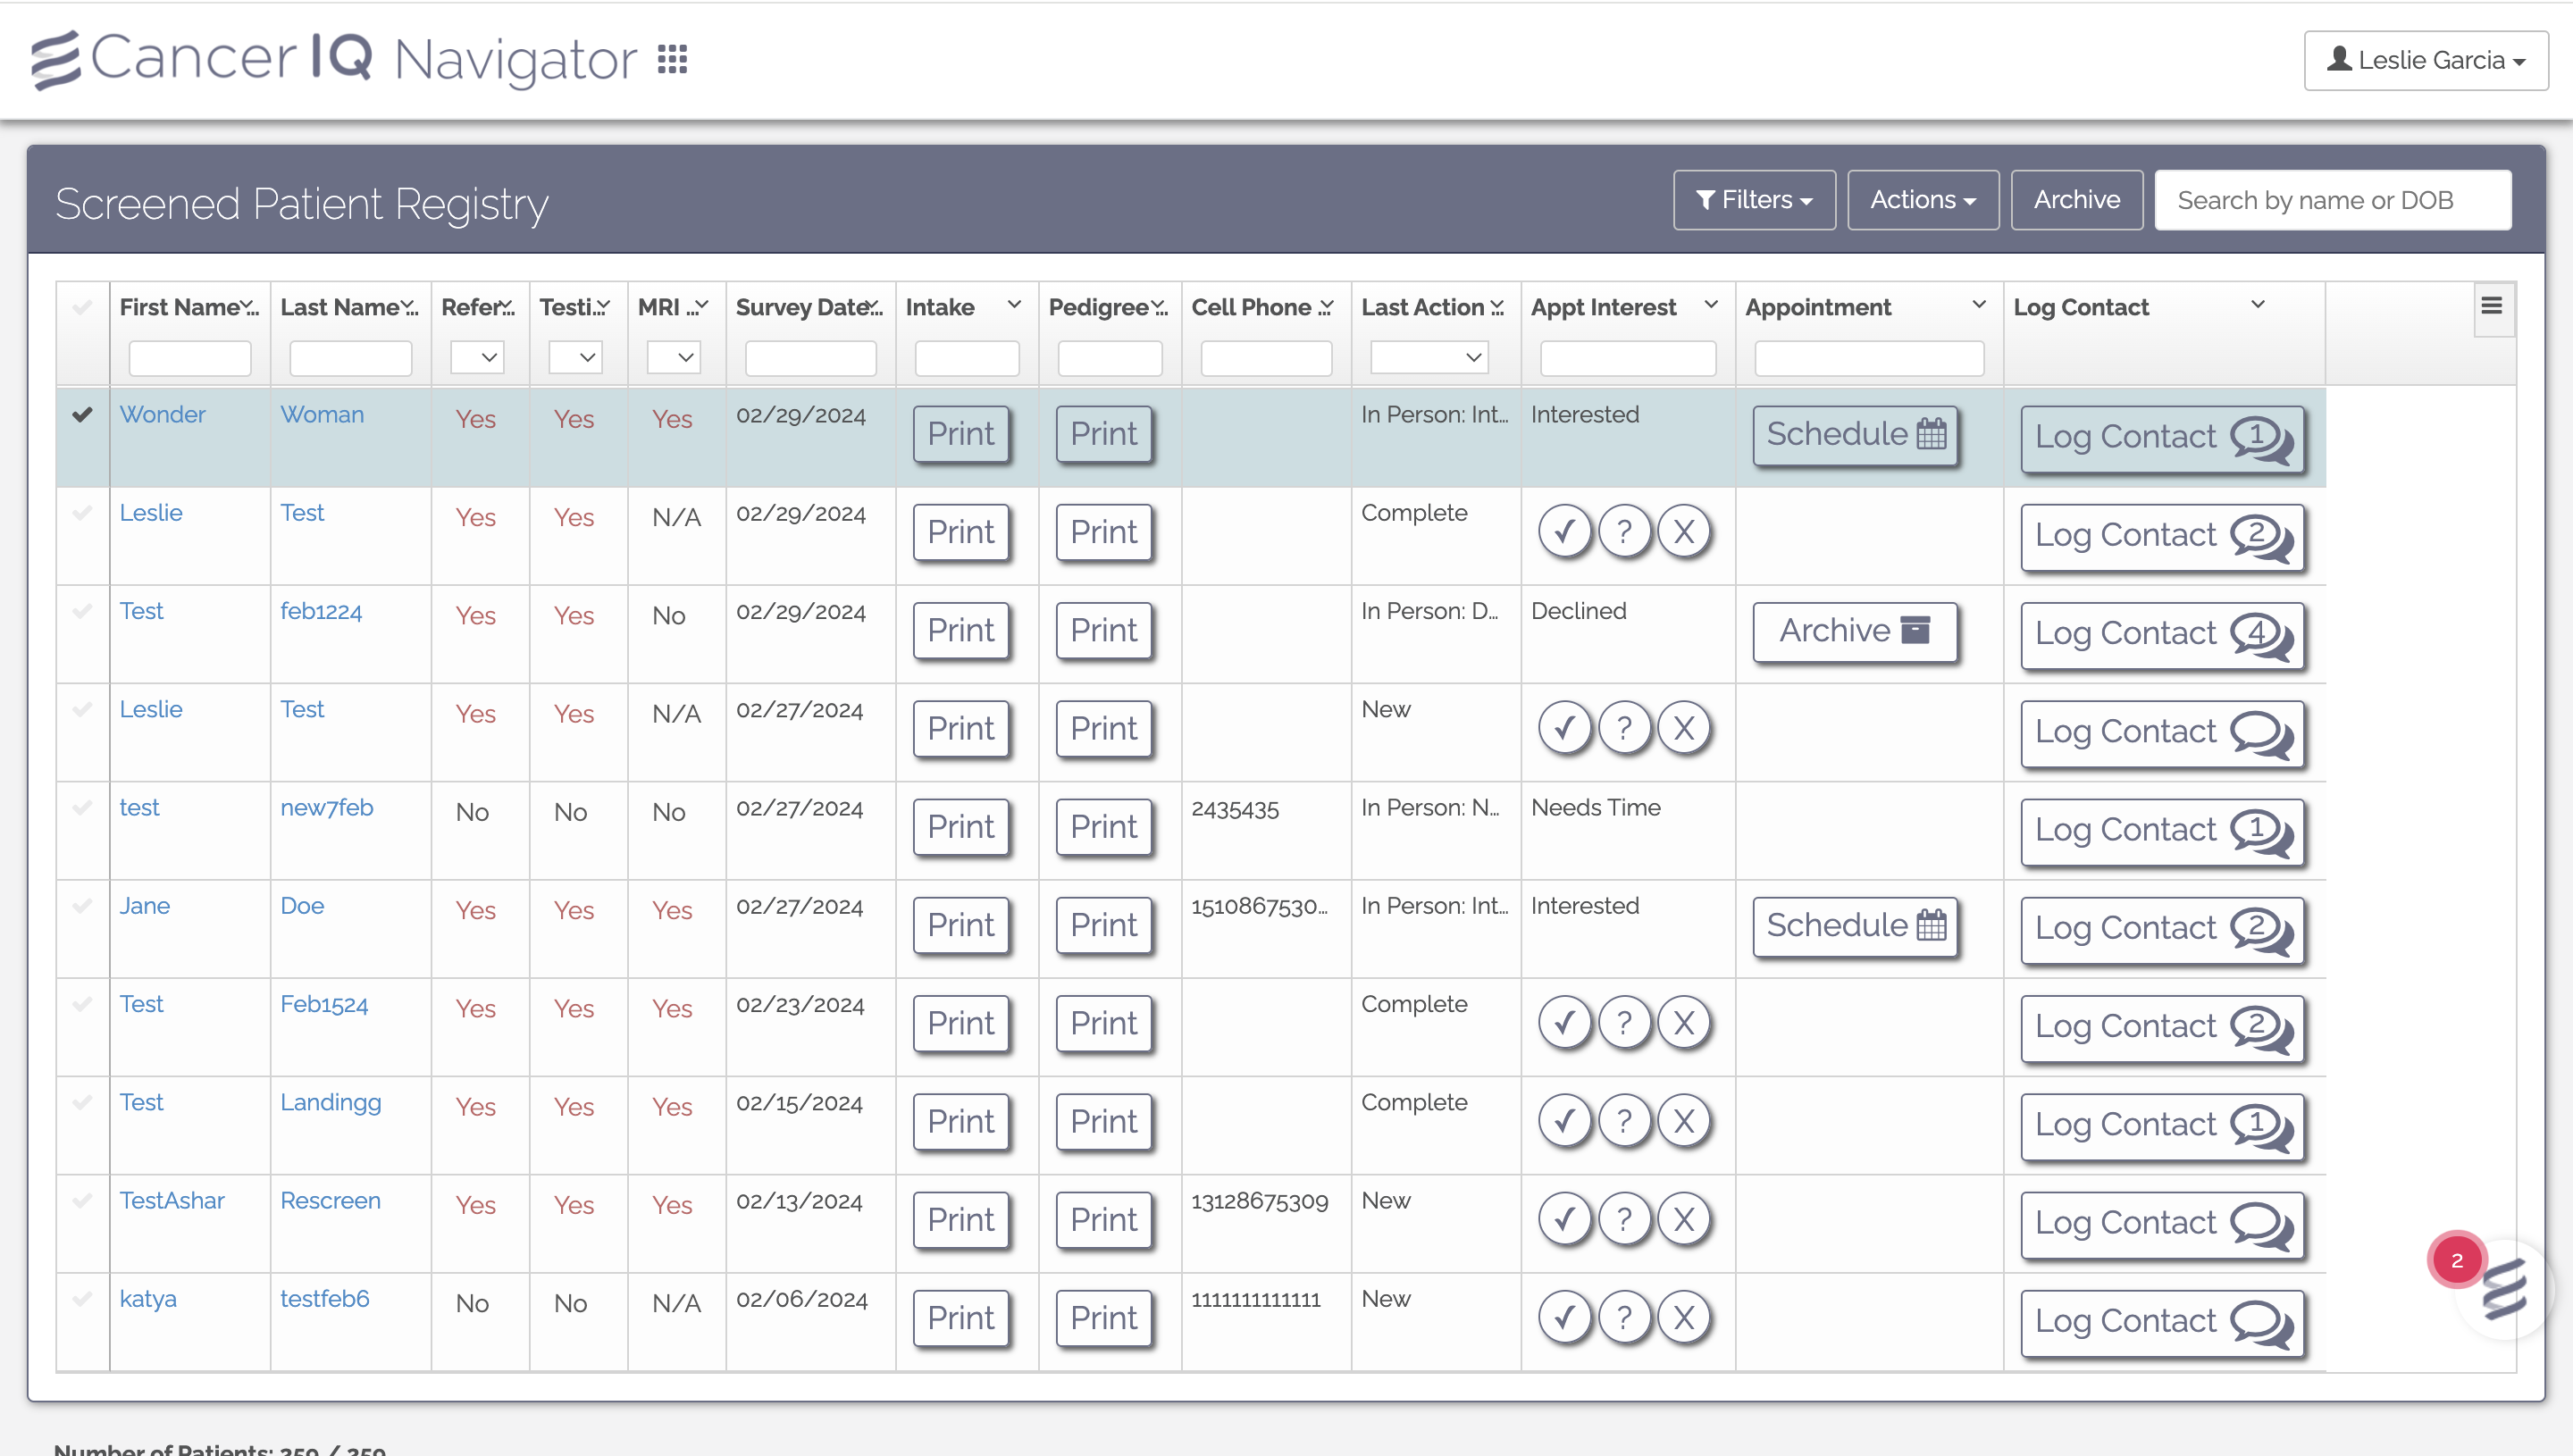 CancerIQ Navigator
Leslie Garcia
Screened Patient Registry
Filters Actions Archive Search by name or DOB
First Name... Last Name... Refer... Testi... MRI ... Survey Date... Intake Pedigree... Cell Phone ... Last Action ... Appt Interest Appointment Log Contact
Wonder Woman Yes Yes Yes 02/29/2024 Print Print In Person: Int... Interested Schedule Log Contact 1
Leslie Test Yes Yes N/A 02/29/2024 Print Print Complete ? X Log Contact 2
Test feb1224 Yes Yes No 02/29/2024 Print Print In Person: D... Declined Archive Log Contact 4
Leslie Test Yes Yes N/A 02/27/2024 Print Print New ? X Log Contact
test new7feb No No No 02/27/2024 Print Print 2435435 In Person: N... Needs Time Log Contact 1
Jane Doe Yes Yes Yes 02/27/2024 Print Print 1510867530... In Person: Int... Interested Schedule Log Contact 2
Test Feb1524 Yes Yes Yes 02/23/2024 Print Print Complete ? X Log Contact 2
Test Landingg Yes Yes Yes 02/15/2024 Print Print Complete ? X Log Contact 1
TestAshar Rescreen Yes Yes Yes 02/13/2024 Print Print 13128675309 New ? X Log Contact
2
katya testfeb6 No No N/A 02/06/2024 Print Print 1111111111111 New ? X Log Contact
Number of Patients: 259 / 259